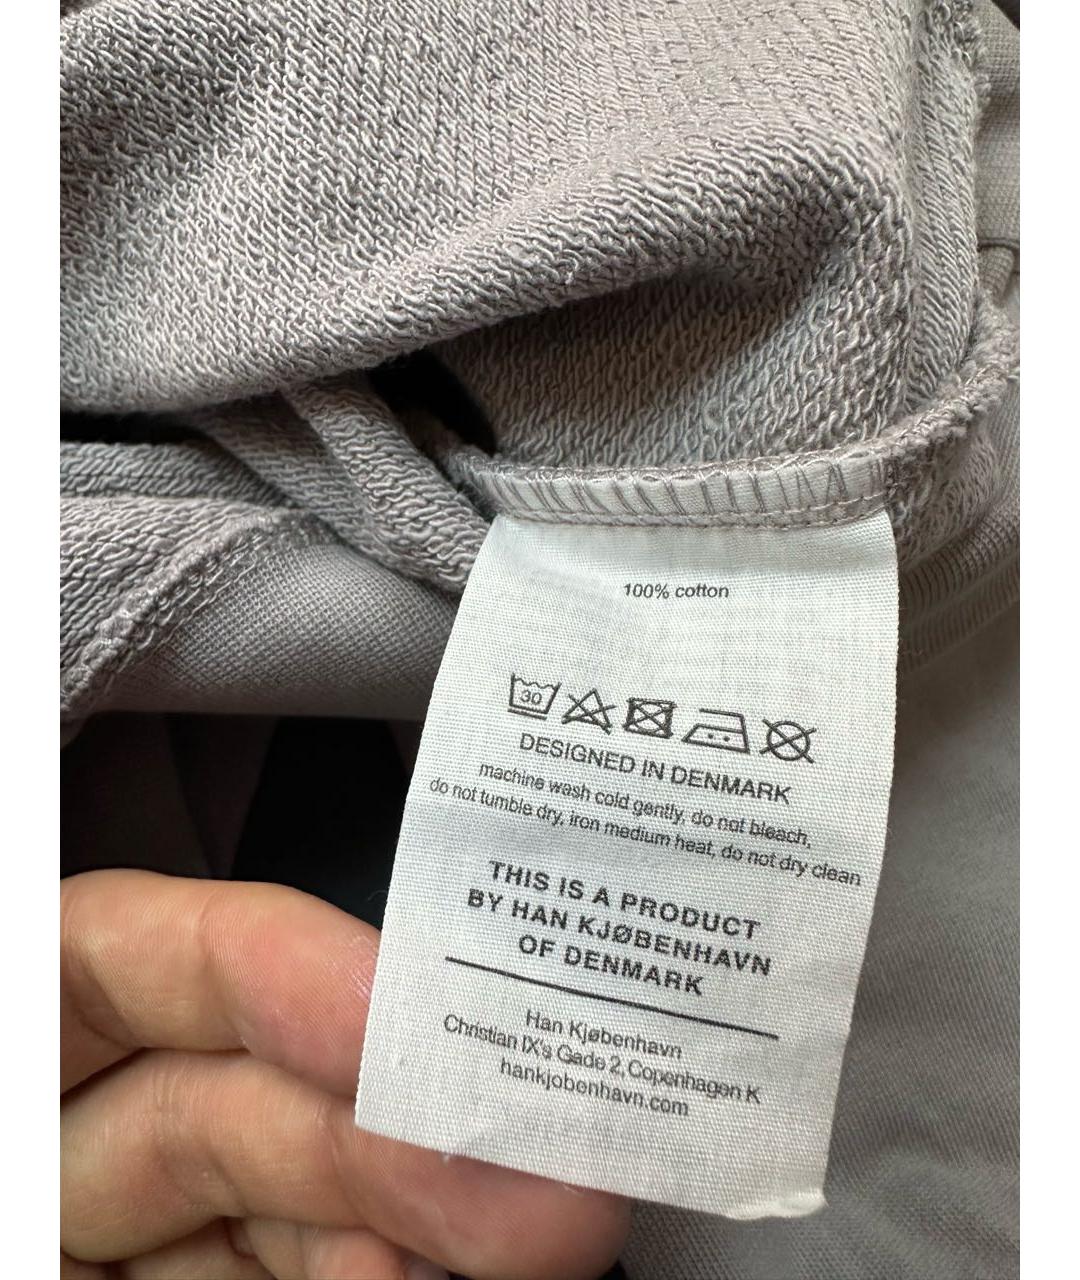 100% cotton
30
DESIGNED IN DENMARK
machine wash cold gently, do not bleach,
do not tumble dry, iron medium heat, do not dry clean
THIS IS A PRODUCT
BY HAN KJØBENHAVN
OF DENMARK
Han Kjøbenhavn
Christian IX's Gade 2, Copenhagen K
hankjobenhavn.com